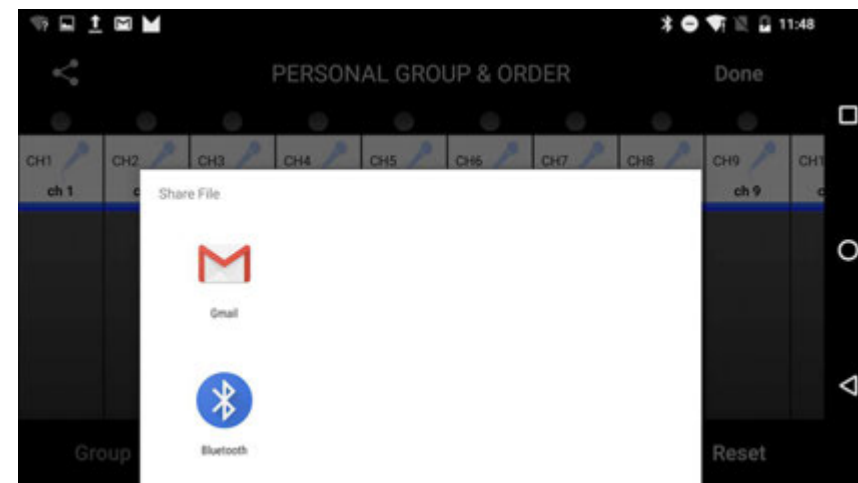 11:48
PERSONAL GROUP & ORDER
Done
CH1
CH2
CH3
CH4
CH5
CH6
CH7
CH8
CH9
CH1
ch 1
c
ch 9
c
Share File
Gmail
Bluetooth
Group
Reset